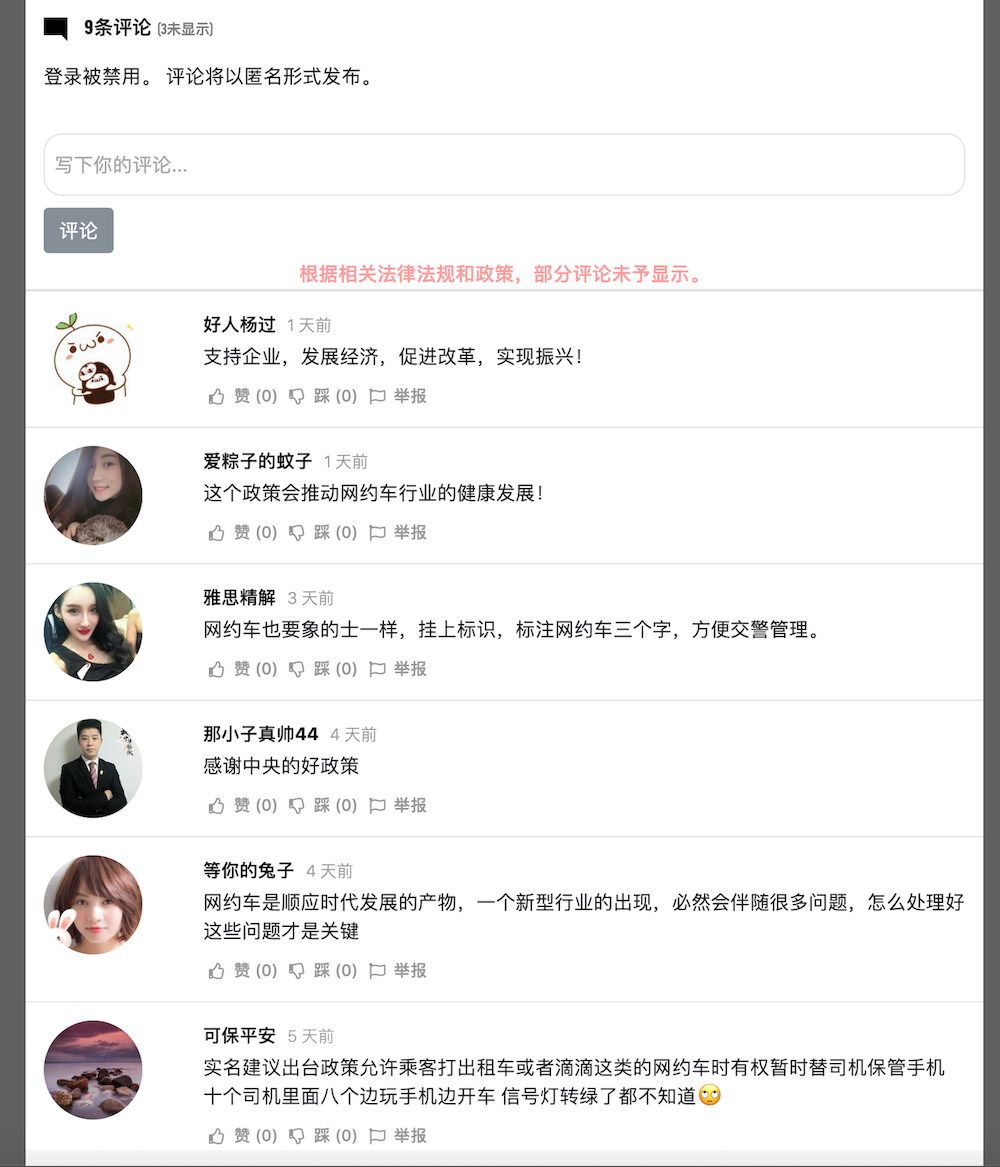 9条评论 (3未显示)
登录被禁用。 评论将以匿名形式发布。
写下你的评论...
评论
根据相关法律法规和政策，部分评论未予显示。
好人杨过 1 天前
支持企业，发展经济，促进改革，实现振兴！
赞 (0) 踩 (0) 举报
爱粽子的蚊子 1 天前
这个政策会推动网约车行业的健康发展！
赞 (0) 踩 (0) 举报
雅思精解 3 天前
网约车也要象的士一样，挂上标识，标注网约车三个字，方便交警管理。
赞 (0) 踩 (0) 举报
那小子真帅44 4 天前
感谢中央的好政策
赞 (0) 踩 (0) 举报
等你的兔子 4 天前
网约车是顺应时代发展的产物，一个新型行业的出现，必然会伴随很多问题，怎么处理好
这些问题才是关键
赞 (0) 踩 (0) 举报
可保平安 5 天前
实名建议出台政策允许乘客打出租车或者滴滴这类的网约车时有权暂时替司机保管手机
十个司机里面八个边玩手机边开车 信号灯转绿了都不知道🙄
赞 (0) 踩 (0) 举报